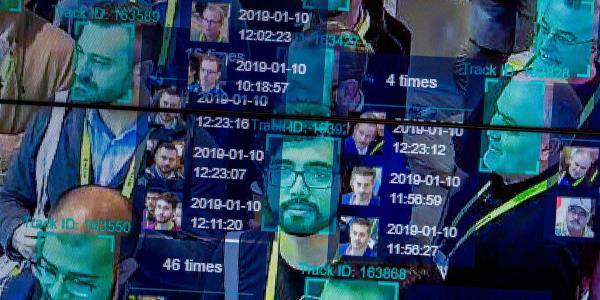 Track ID: 163589
2019-01-10
12:02:23
16 times
2019-01-10
10:18:57
4 times
2019-01-10
12:23:16
2019-01-10
12:23:12
2019-01-10
12:23:07
2019-01-10
11:56:59
2019-01-10
12:11:20
2019-01-10
11:56:27
Track ID: 163550
46 times
Track ID: 163868